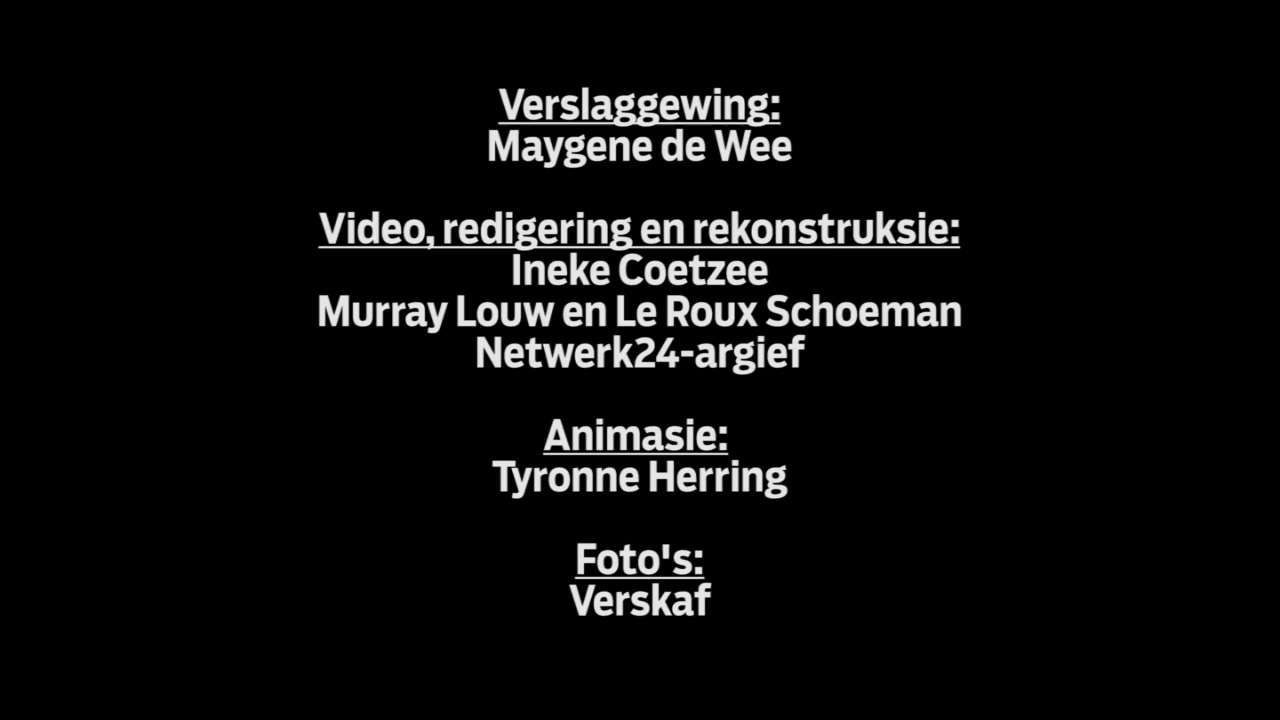 Verslaggewing:
Maygene de Wee
Video, redigering en rekonstruksie:
Ineke Coetzee
Murray Louw en Le Roux Schoeman
Netwerk24-argief
Animasie:
Tyronne Herring
Foto's:
Verskaf